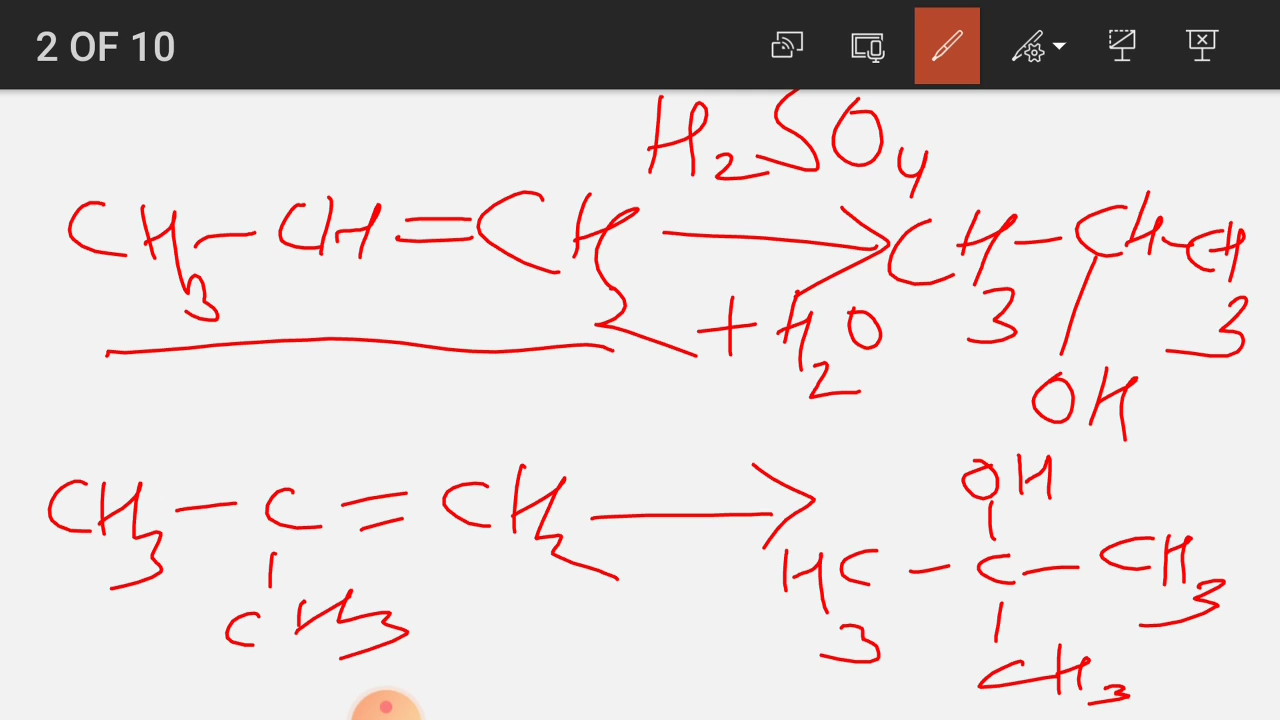 2 OF 10
H2SO4
CH3-CH=CH2 → CH3-CH-CH3
+H2O
OH
OH
CH3-C=CH2 → H3C-C-CH3
CH3
CH3